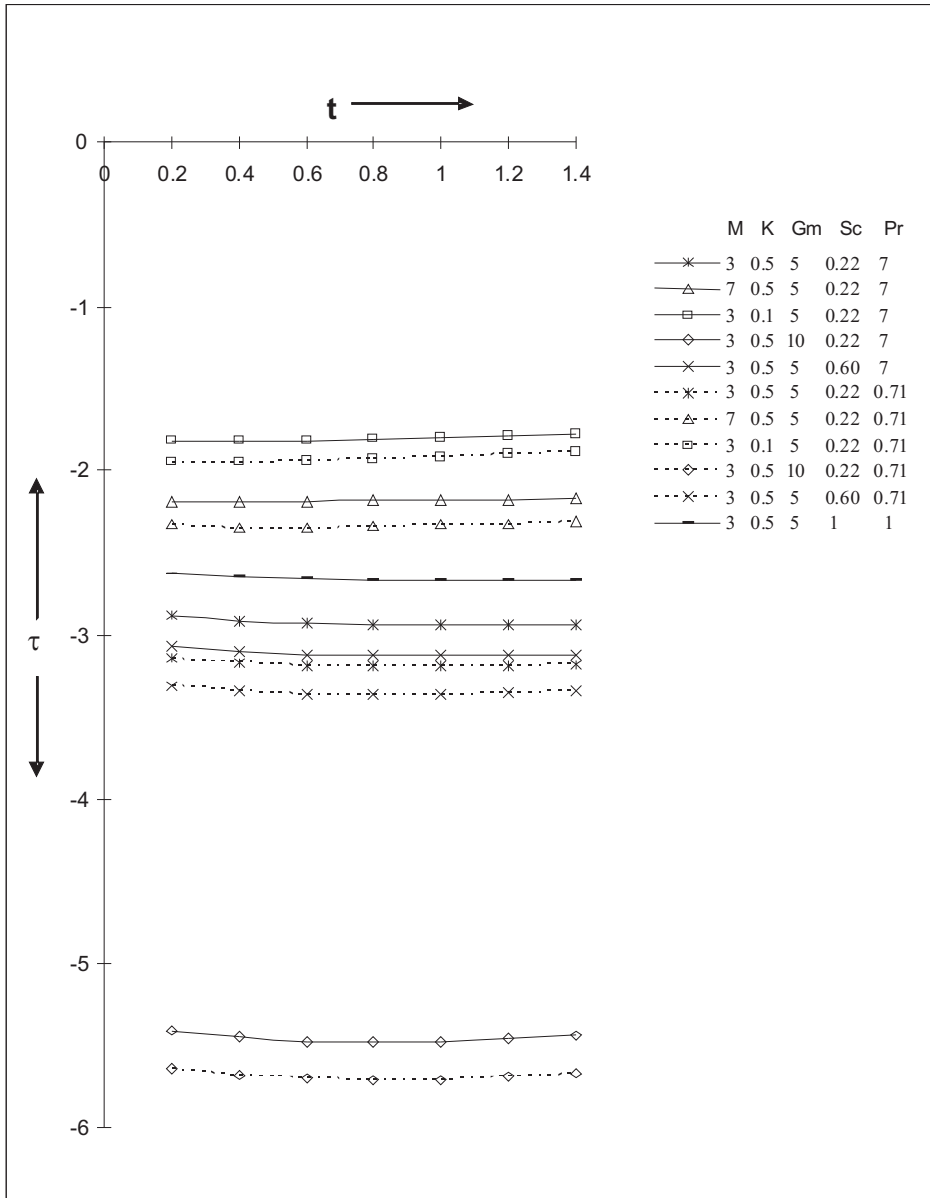 t
0
0 0.2 0.4 0.6 0.8 1 1.2 1.4
-1
-2
-3
-4
-5
-6
τ
M K Gm Sc Pr
3 0.5 5 0.22 7
7 0.5 5 0.22 7
3 0.1 5 0.22 7
3 0.5 10 0.22 7
3 0.5 5 0.60 7
3 0.5 5 0.22 0.71
7 0.5 5 0.22 0.71
3 0.1 5 0.22 0.71
3 0.5 10 0.22 0.71
3 0.5 5 0.60 0.71
3 0.5 5 1 1